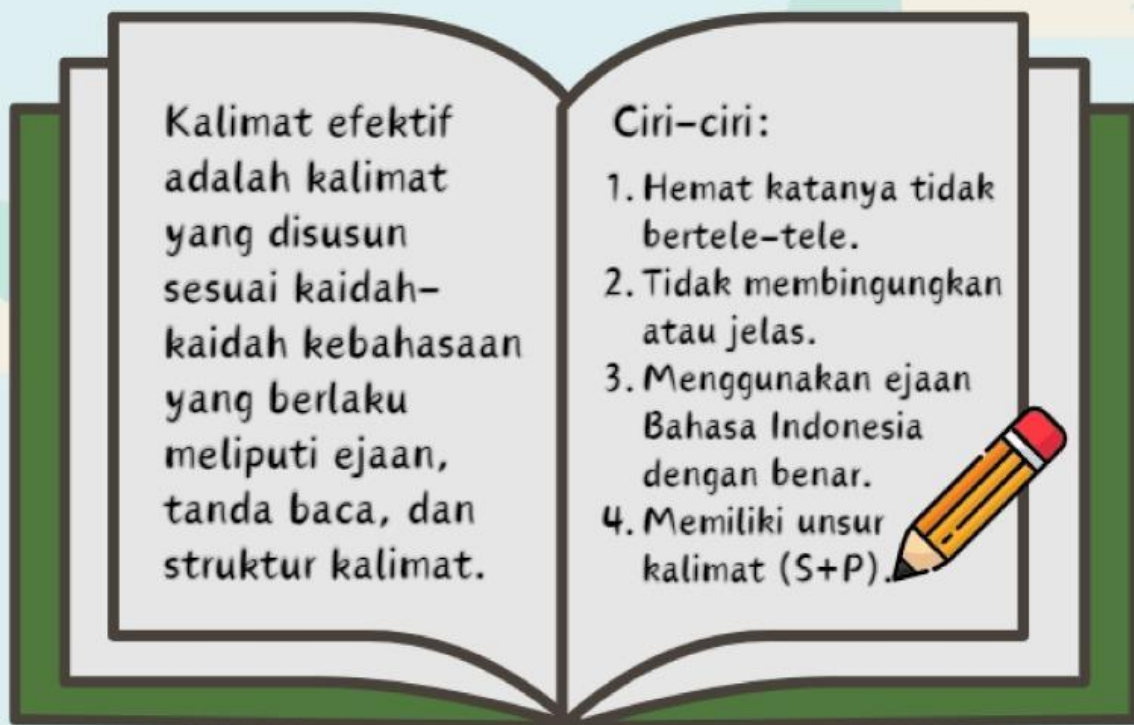 Kalimat efektif
adalah kalimat
yang disusun
sesuai kaidah-
kaidah kebahasaan
yang berlaku
meliputi ejaan,
tanda baca, dan
struktur kalimat.
Ciri-ciri:
1. Hemat katanya tidak
bertele-tele.
2. Tidak membingungkan
atau jelas.
3. Menggunakan ejaan
Bahasa Indonesia
dengan benar.
4. Memiliki unsur
kalimat (S+P).